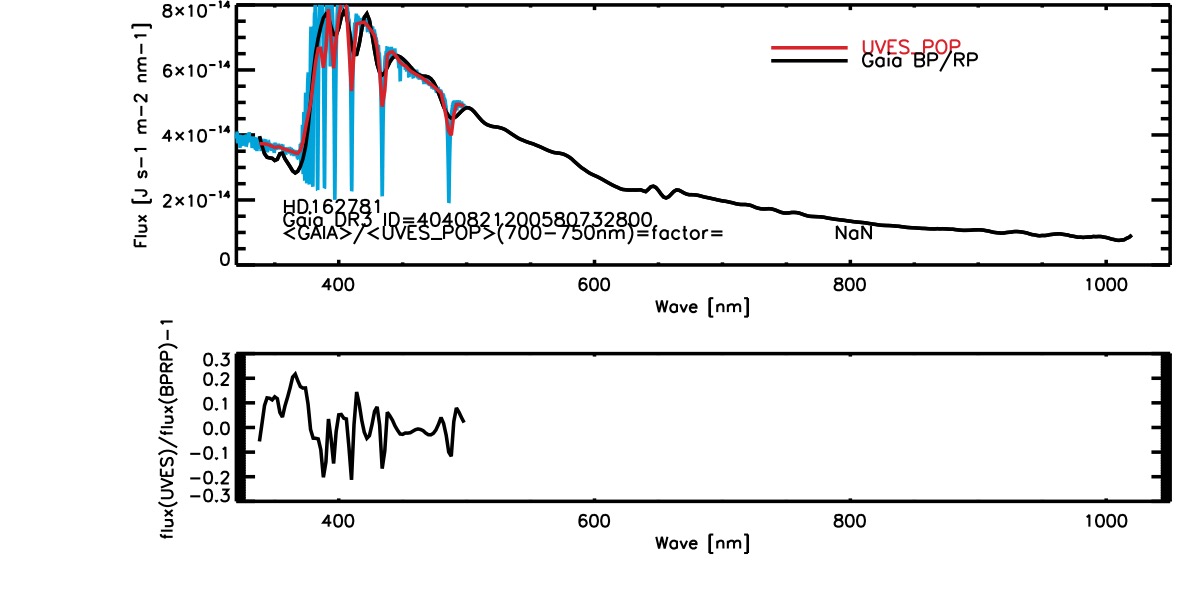 8×10−14
6×10−14
4×10−14
2×10−14
0
Flux [J s−1 m−2 nm−1]
UVES_POP
Gaia BP/RP
HD162781
Gaia DR3 ID=4040821200580732800
<GAIA>/<UVES_POP>(700−750nm)=factor= NaN
400 600 800 1000
Wave [nm]
flux(UVES)/flux(BPRP)−1
0.3
0.2
0.1
0.0
−0.1
−0.2
−0.3
400 600 800 1000
Wave [nm]